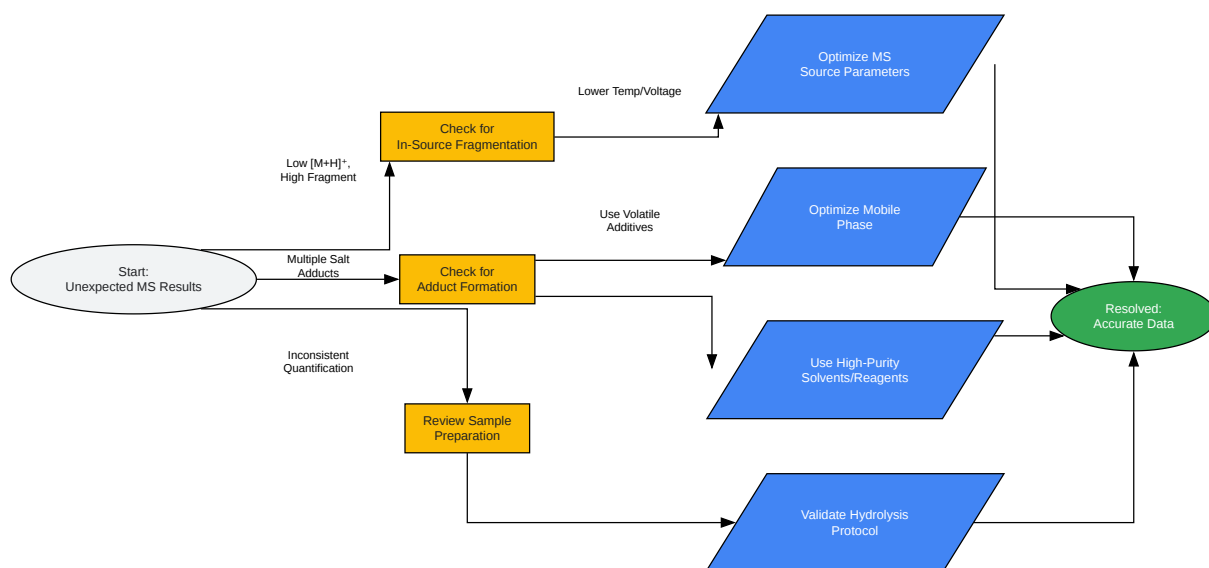 Optimize MS
Source Parameters
Lower Temp/Voltage
Check for
In-Source Fragmentation
Low [M+H]⁺,
High Fragment
Optimize Mobile
Phase
Use Volatile
Additives
Multiple Salt
Adducts
Start:
Unexpected MS Results
Check for
Adduct Formation
Resolved:
Accurate Data
Inconsistent
Quantification
Use High-Purity
Solvents/Reagents
Review Sample
Preparation
Validate Hydrolysis
Protocol